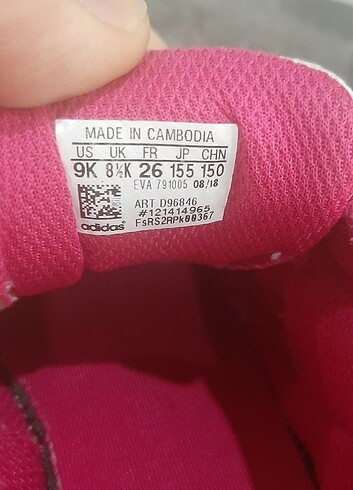 MADE IN CAMBODIA
US UK FR JP CHN
9K 8½K 26 155 150
EVA 791005 08/18
ART D96846
#121414965
FsRS2RPk00367
adidas